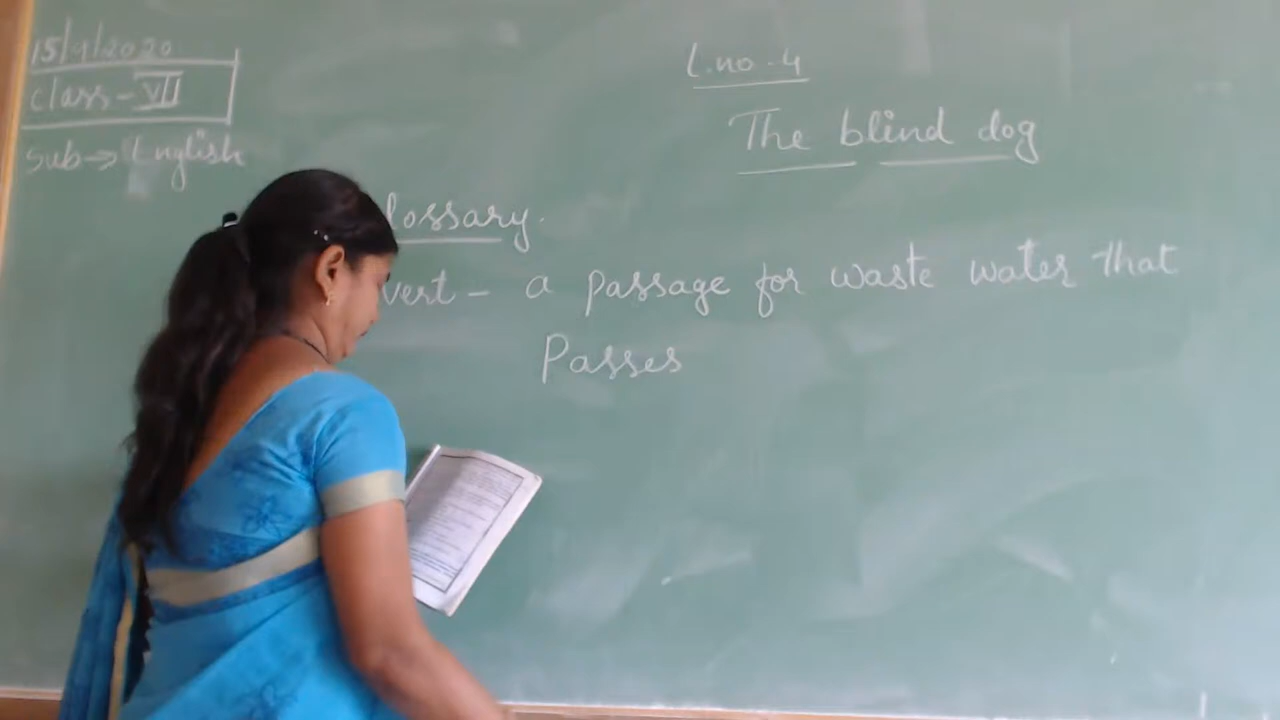 15/9/2020
Class - VII
Sub → English
L.no. 4
The blind dog
lossary.
vert - a passage for waste water that
Passes